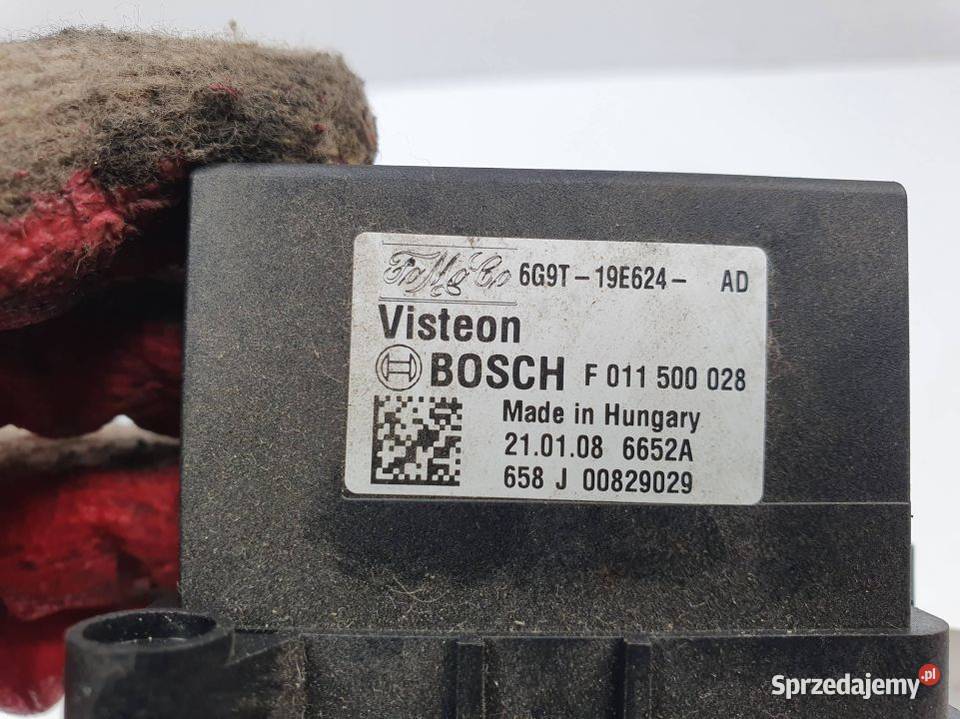 FoMoCo 6G9T-19E624- AD
Visteon
BOSCH F 011 500 028
Made in Hungary
21.01.08 6652A
658 J 00829029
Sprzedajemy.pl